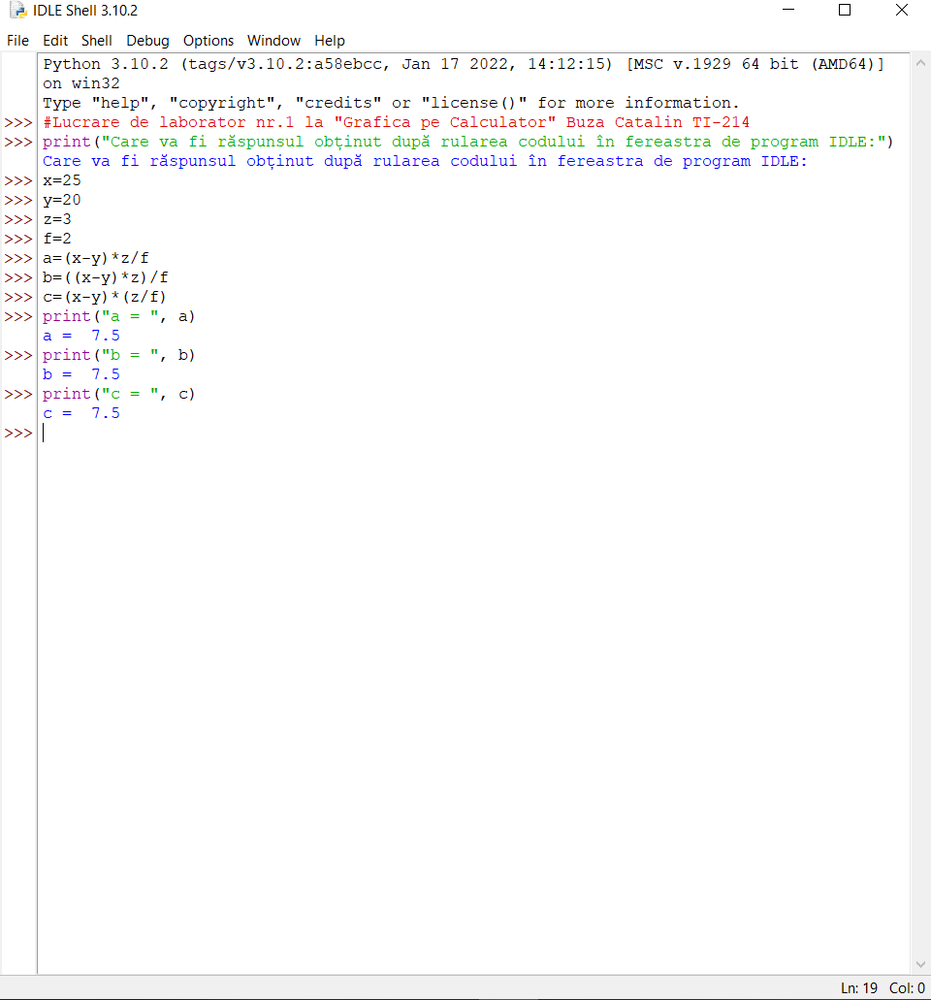 IDLE Shell 3.10.2
File Edit Shell Debug Options Window Help
Python 3.10.2 (tags/v3.10.2:a58ebcc, Jan 17 2022, 14:12:15) [MSC v.1929 64 bit (AMD64)]
on win32
Type "help", "copyright", "credits" or "license()" for more information.
>>> #Lucrare de laborator nr.1 la "Grafica pe Calculator" Buza Catalin TI-214
>>> print("Care va fi răspunsul obținut după rularea codului în fereastra de program IDLE:")
Care va fi răspunsul obținut după rularea codului în fereastra de program IDLE:
>>> x=25
>>> y=20
>>> z=3
>>> f=2
>>> a=(x-y)*z/f
>>> b=((x-y)*z)/f
>>> c=(x-y)*(z/f)
>>> print("a = ", a)
a =  7.5
>>> print("b = ", b)
b =  7.5
>>> print("c = ", c)
c =  7.5
>>>
Ln: 19 Col: 0